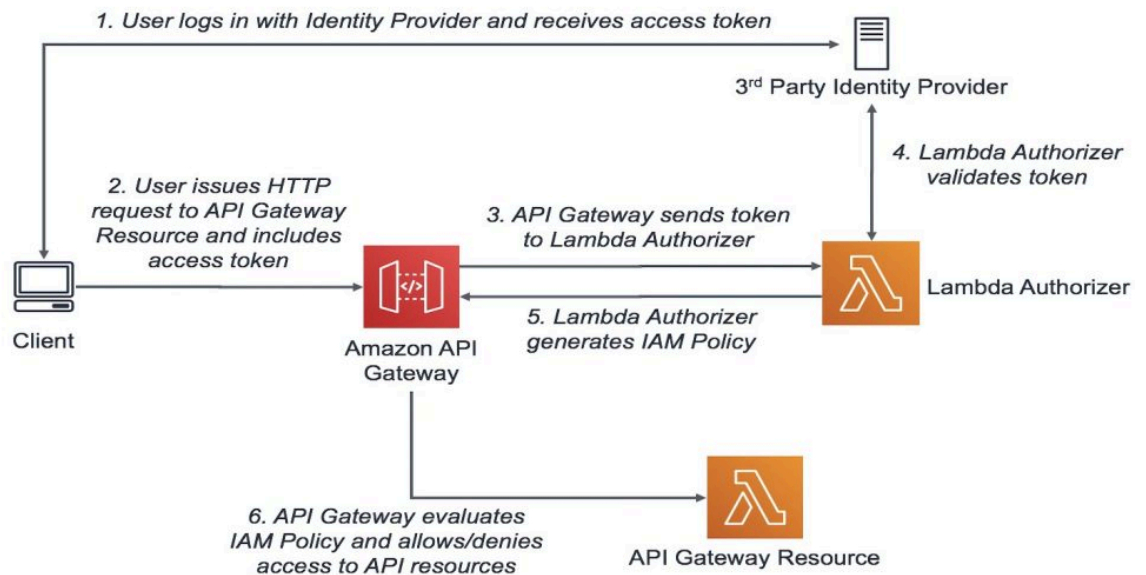 1. User logs in with Identity Provider and receives access token
3rd Party Identity Provider
4. Lambda Authorizer
validates token
2. User issues HTTP
request to API Gateway
Resource and includes
access token
3. API Gateway sends token
to Lambda Authorizer
</>
Lambda Authorizer
Client
5. Lambda Authorizer
generates IAM Policy
Amazon API
Gateway
6. API Gateway evaluates
IAM Policy and allows/denies
access to API resources
API Gateway Resource